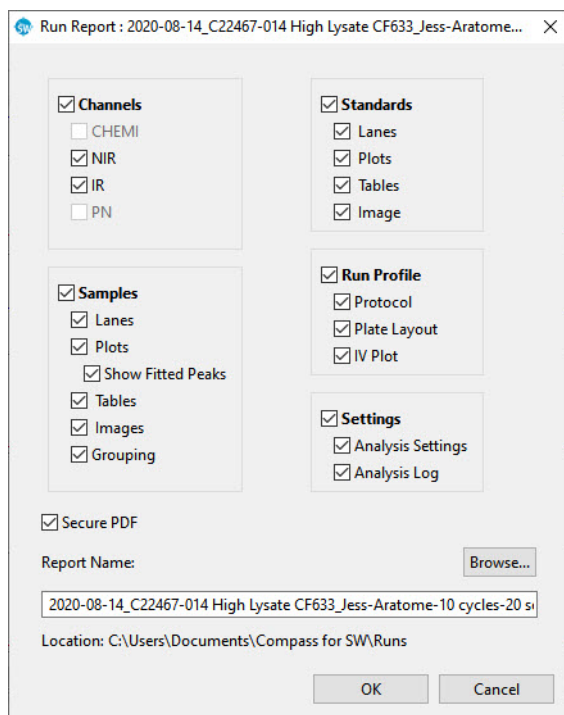 SW Run Report : 2020-08-14_C22467-014 High Lysate CF633_Jess-Aratome...
Channels
CHEMI
NIR
IR
PN
Samples
Lanes
Plots
Show Fitted Peaks
Tables
Images
Grouping
Standards
Lanes
Plots
Tables
Image
Run Profile
Protocol
Plate Layout
IV Plot
Settings
Analysis Settings
Analysis Log
Secure PDF
Report Name:
Browse...
2020-08-14_C22467-014 High Lysate CF633_Jess-Aratome-10 cycles-20 s
Location: C:\Users\Documents\Compass for SW\Runs
OK
Cancel